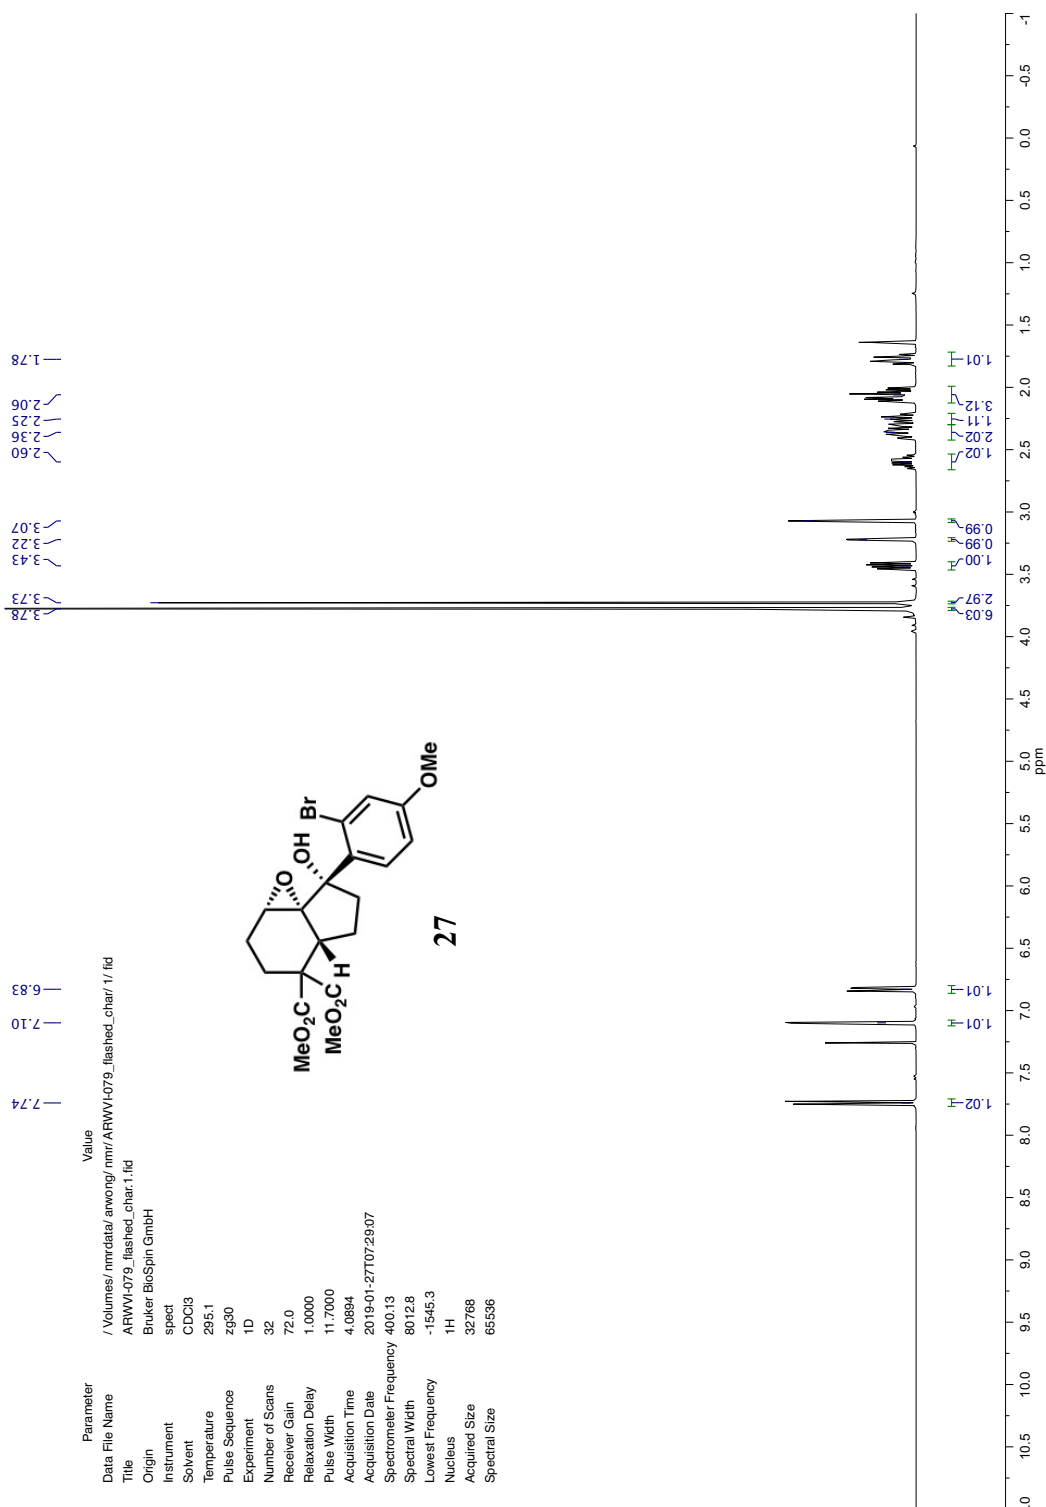 Parameter Value
Data File Name / Volumes/ nmrdata/ arwong/ nmr/ ARWVI-079_flashed_char/ 1/ fid
Title ARWVI-079_flashed_char.1.fid
Origin Bruker BioSpin GmbH
Instrument spect
Solvent CDCl3
Temperature 295.1
Pulse Sequence zg30
Experiment 1D
Number of Scans 32
Receiver Gain 72.0
Relaxation Delay 1.0000
Pulse Width 11.7000
Acquisition Time 4.0894
Acquisition Date 2019-01-27T07:29:07
Spectrometer Frequency 400.13
Spectral Width 8012.8
Lowest Frequency -1545.3
Nucleus 1H
Acquired Size 32768
Spectral Size 65536
7.74
7.10
6.83
3.78
3.73
3.43
3.22
3.07
2.60
2.36
2.25
2.06
1.78
MeO2C
MeO2C
H
O
OH
Br
OMe
27
1.02
1.01
1.01
6.03
2.97
1.00
0.99
0.99
1.02
2.02
1.11
3.12
1.01
.0 10.5 10.0 9.5 9.0 8.5 8.0 7.5 7.0 6.5 6.0 5.5 5.0 4.5 4.0 3.5 3.0 2.5 2.0 1.5 1.0 0.5 0.0 -0.5 -1
ppm